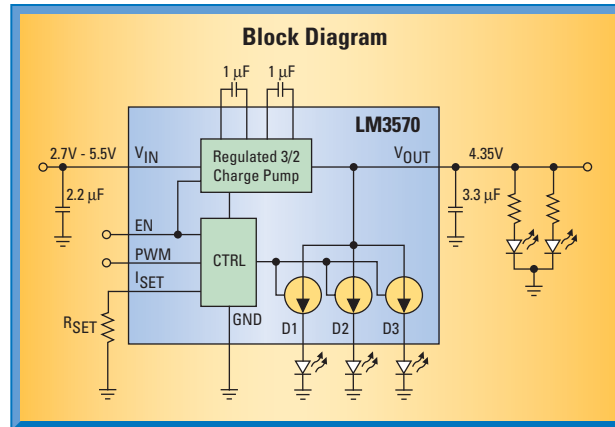 Block Diagram
1 µF 1 µF
LM3570
2.7V - 5.5V
VIN
Regulated 3/2
Charge Pump
VOUT
4.35V
2.2 µF
3.3 µF
EN
PWM
CTRL
ISET
RSET
GND
D1 D2 D3